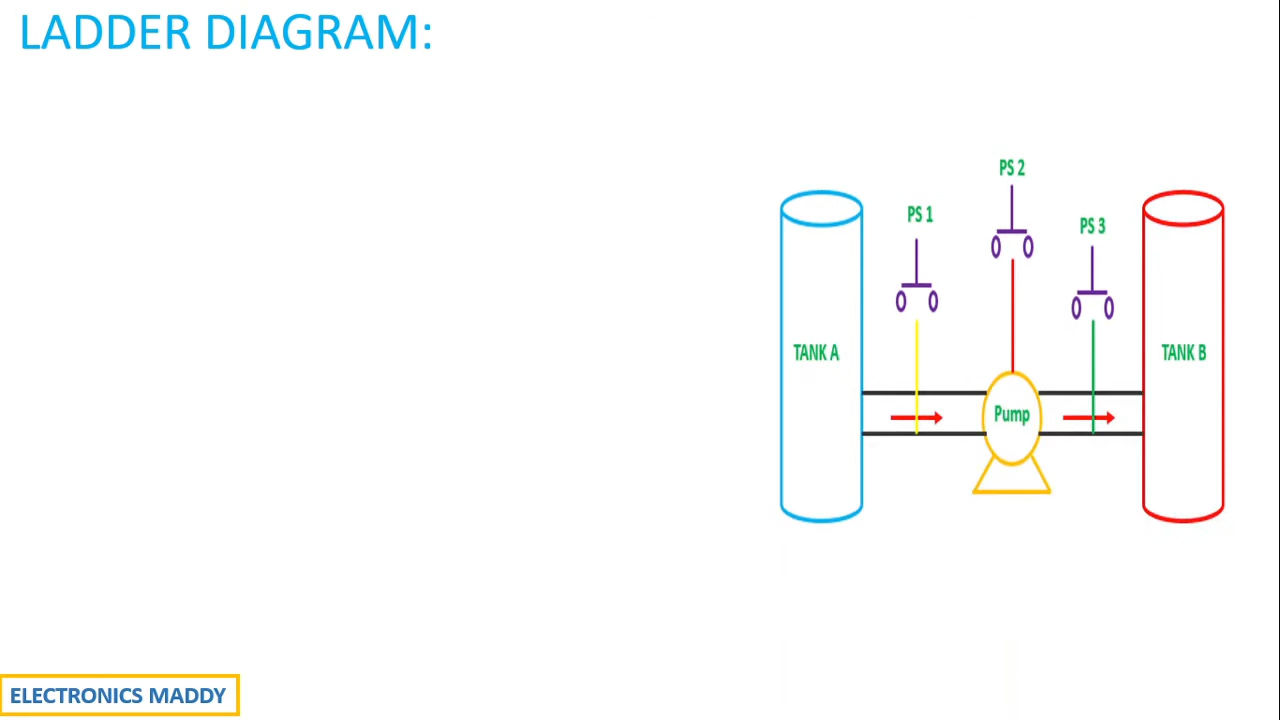 LADDER DIAGRAM:
PS 2
PS 1
PS 3
TANK A
TANK B
Pump
ELECTRONICS MADDY